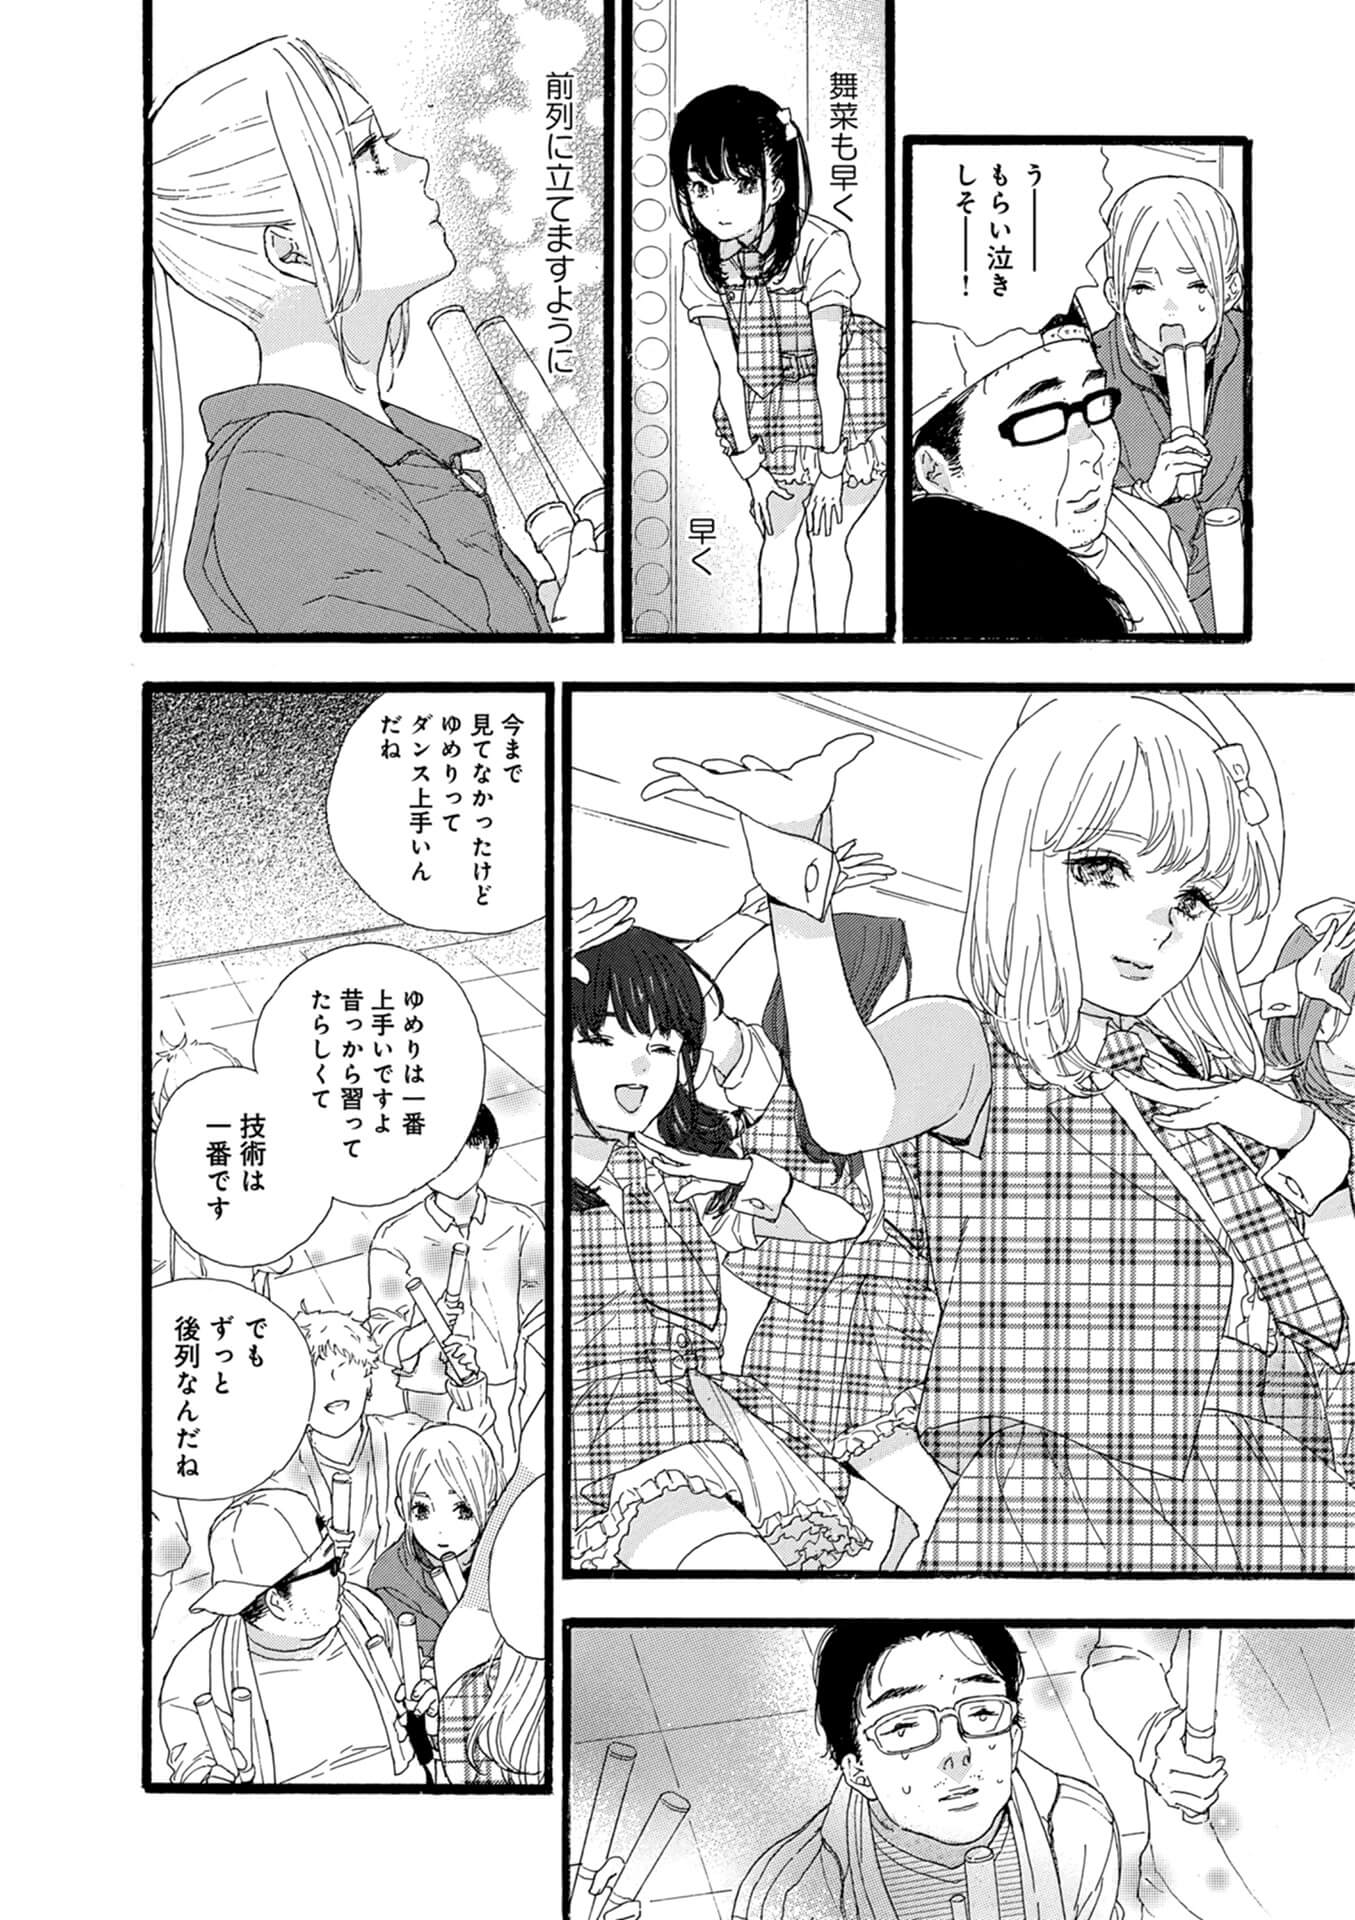 うーー
もらい泣き
しそーー!
舞菜も早く
早く
前列に立てますように
今まで
見てなかったけど
ゆめりって
ダンス上手いん
だね
ゆめりは一番
上手いですよ
昔っから習って
たらしくて
技術は
一番です
でも
ずっと
後列なんだね